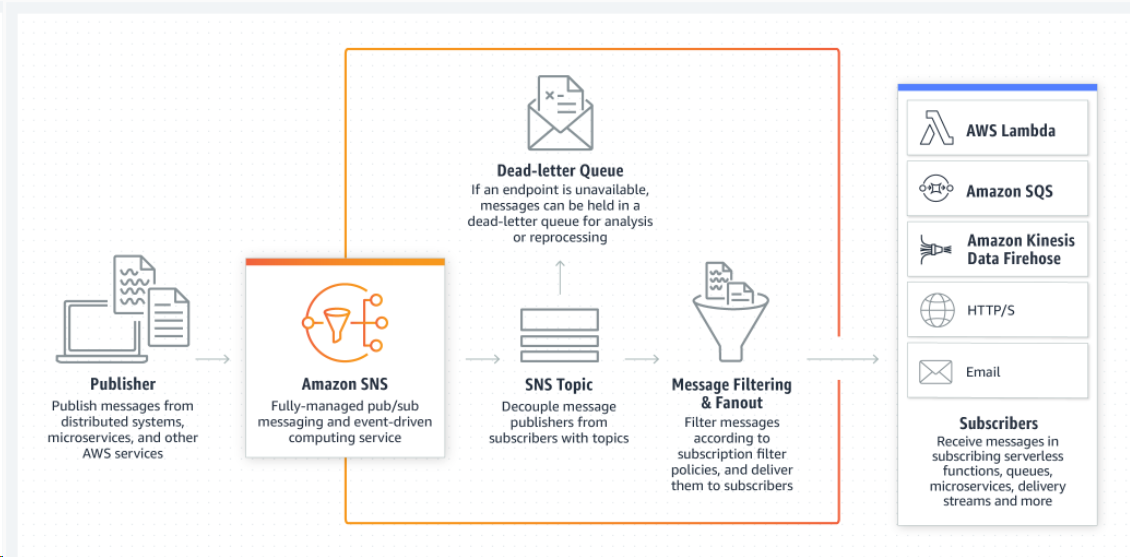 Publisher
Publish messages from
distributed systems,
microservices, and other
AWS services
Amazon SNS
Fully-managed pub/sub
messaging and event-driven
computing service
Dead-letter Queue
If an endpoint is unavailable,
messages can be held in a
dead-letter queue for analysis
or reprocessing
SNS Topic
Decouple message
publishers from
subscribers with topics
Message Filtering
& Fanout
Filter messages
according to
subscription filter
policies, and deliver
them to subscribers
AWS Lambda
Amazon SQS
Amazon Kinesis
Data Firehose
HTTP/S
Email
Subscribers
Receive messages in
subscribing serverless
functions, queues,
microservices, delivery
streams and more